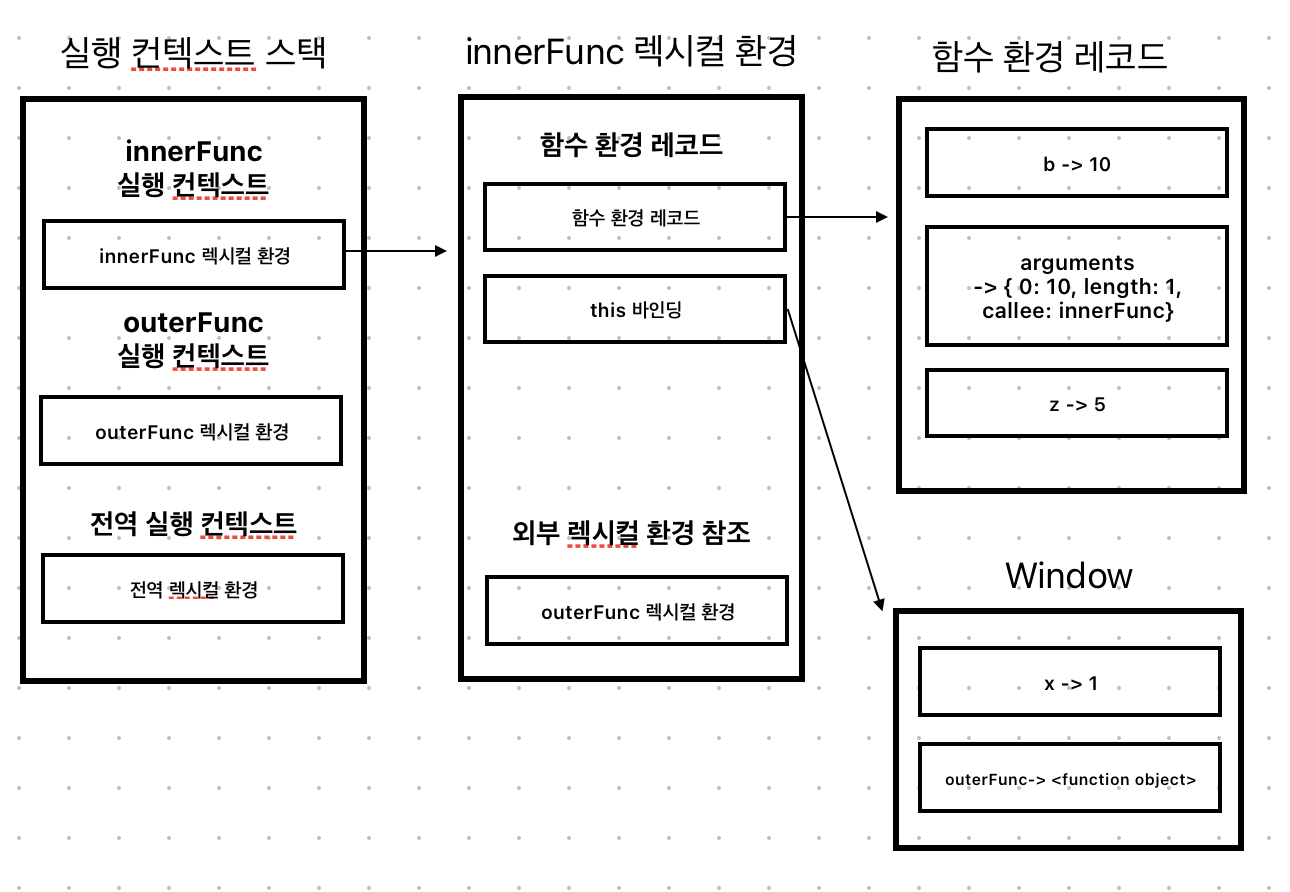 실행 컨텍스트 스택
innerFunc
실행 컨텍스트
innerFunc 렉시컬 환경
outerFunc
실행 컨텍스트
outerFunc 렉시컬 환경
전역 실행 컨텍스트
전역 렉시컬 환경
innerFunc 렉시컬 환경
함수 환경 레코드
함수 환경 레코드
this 바인딩
외부 렉시컬 환경 참조
outerFunc 렉시컬 환경
함수 환경 레코드
b -> 10
arguments
-> { 0: 10, length: 1,
callee: innerFunc}
z -> 5
Window
x -> 1
outerFunc-> <function object>